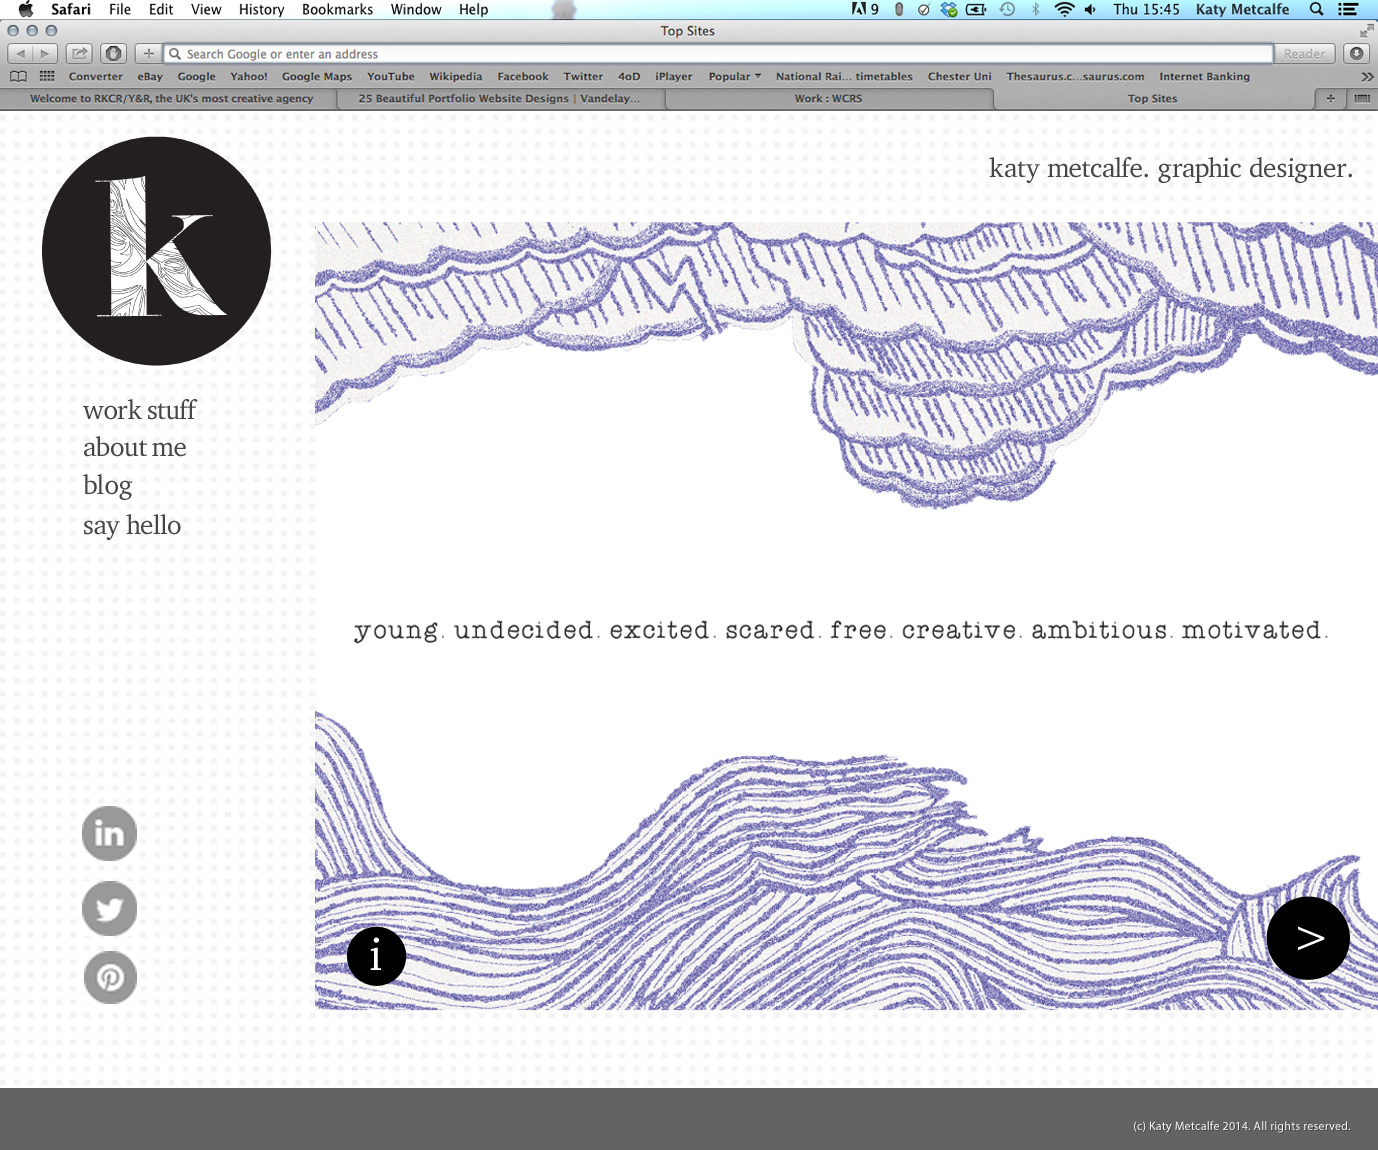 Safari File Edit View History Bookmarks Window Help 9 Thu 15:45 Katy Metcalfe
Top Sites
Search Google or enter an address Reader
Converter eBay Google Yahoo! Google Maps YouTube Wikipedia Facebook Twitter 4oD iPlayer Popular National Rai... timetables Chester Uni Thesaurus.c...saurus.com Internet Banking
Welcome to RKCR/Y&R, the UK's most creative agency 25 Beautiful Portfolio Website Designs | Vandelay... Work : WCRS Top Sites
k
katy metcalfe. graphic designer.
work stuff
about me
blog
say hello
young. undecided. excited. scared. free. creative. ambitious. motivated.
in
i
>
(c) Katy Metcalfe 2014. All rights reserved.